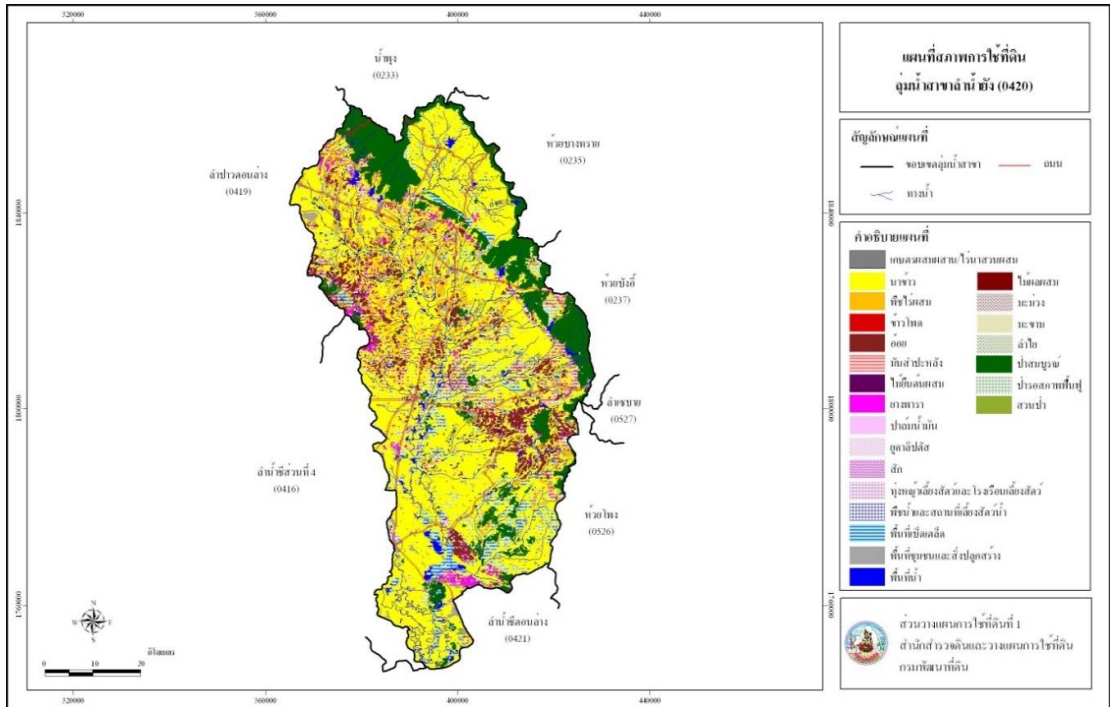 320000
360000
400000
440000
น้ำพุง
(0233)
ห้วยบางทราย
(0235)
ลำปาวตอนล่าง
(0419)
1840000
1840000
ห้วยบังอี้
(0237)
1800000
1800000
ลำเซบาย
(0527)
ลำน้ำชีส่วนที่ 4
(0416)
ห้วยโพง
(0526)
1760000
1760000
ลำน้ำชีตอนล่าง
(0421)
N
W E
S
กิโลเมตร
0 10 20
320000
360000
400000
440000
แผนที่สภาพการใช้ที่ดิน
ลุ่มน้ำสาขาลำน้ำยัง (0420)
สัญลักษณ์แผนที่
ขอบเขตลุ่มน้ำสาขา
ถนน
ทางน้ำ
คำอธิบายแผนที่
เกษตรผสมผสาน/ไร่นาสวนผสม
นาข้าว
พืชไร่ผสม
ข้าวโพด
อ้อย
มันสำปะหลัง
ไม้ยืนต้นผสม
ยางพารา
ปาล์มน้ำมัน
ยูคาลิปตัส
สัก
ทุ่งหญ้าเลี้ยงสัตว์และโรงเรือนเลี้ยงสัตว์
พืชน้ำและสถานที่เลี้ยงสัตว์น้ำ
พื้นที่เบ็ดเตล็ด
พื้นที่ชุมชนและสิ่งปลูกสร้าง
พื้นที่น้ำ
ไม้ผลผสม
มะม่วง
มะขาม
ลำไย
ป่าสมบูรณ์
ป่ารอสภาพฟื้นฟู
สวนป่า
ส่วนวางแผนการใช้ที่ดินที่ 1
สำนักสำรวจดินและวางแผนการใช้ที่ดิน
กรมพัฒนาที่ดิน